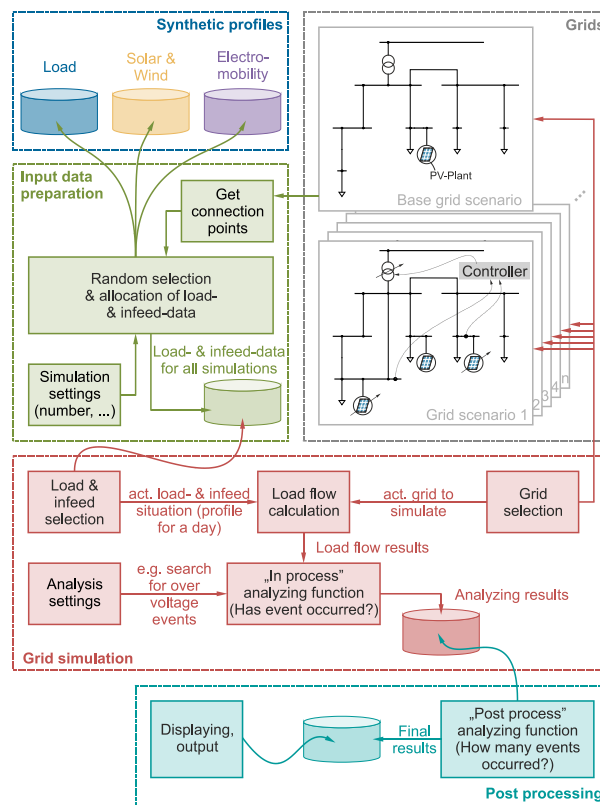 Synthetic profiles
Load
Solar &
Wind
Electro-
mobility
Grids
PV-Plant
Base grid scenario
Controller
Grid scenario 1
2
3
4
n
Input data
preparation
Get
connection
points
Random selection
& allocation of load-
& infeed-data
Simulation
settings
(number, ...)
Load- & infeed-data
for all simulations
Load &
infeed
selection
act. load- & infeed
situation (profile
for a day)
Load flow
calculation
act. grid to
simulate
Grid
selection
Load flow results
Analysis
settings
e.g. search
for over
voltage
events
„In process”
analyzing function
(Has event occurred?)
Analyzing results
Grid simulation
Displaying,
output
Final
results
„Post process”
analyzing function
(How many events
occurred?)
Post processing